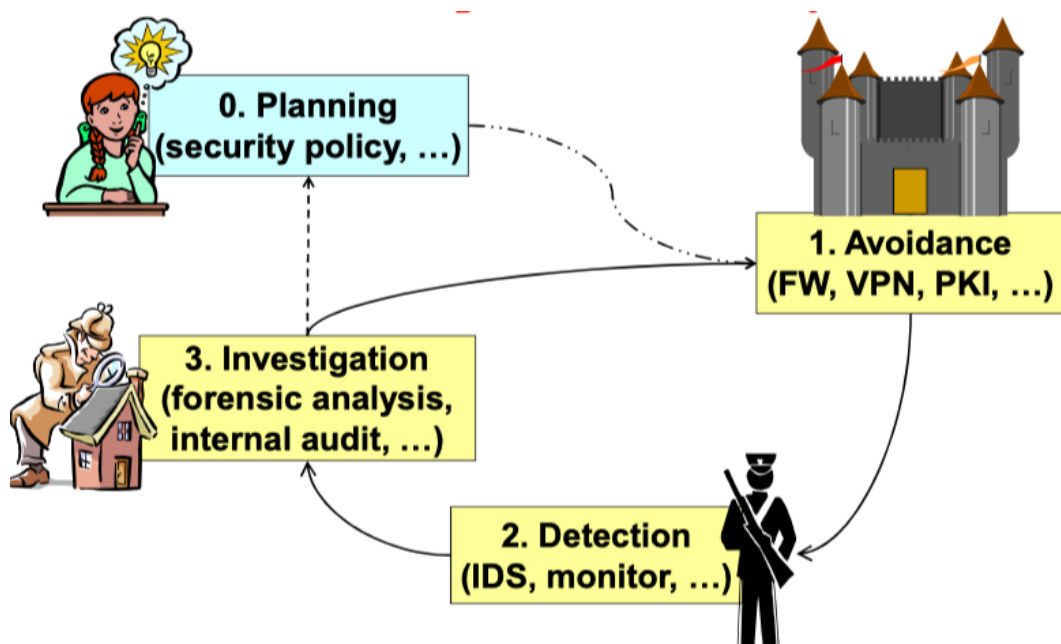 0. Planning
(security policy, …)
1. Avoidance
(FW, VPN, PKI, …)
3. Investigation
(forensic analysis,
internal audit, …)
2. Detection
(IDS, monitor, …)